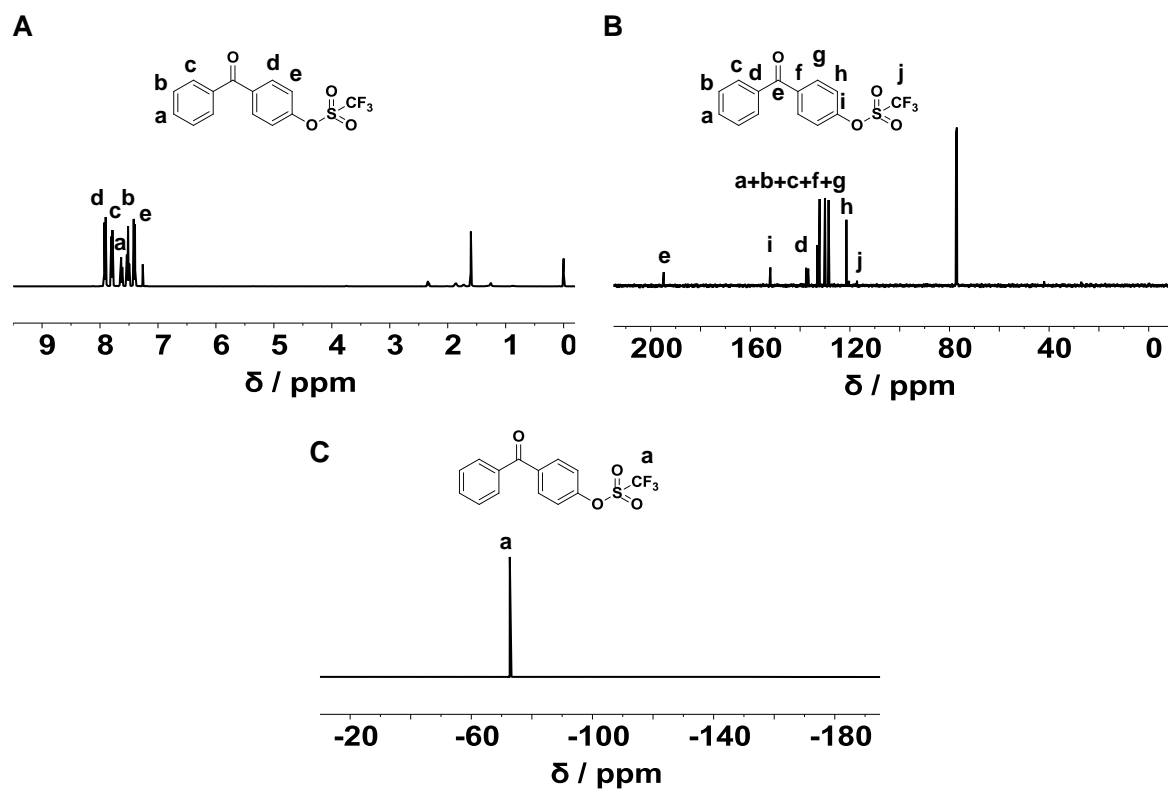 A
O
d
c
e
b
a
O
O
S
CF3
O
d
b
c
e
a
9 8 7 6 5 4 3 2 1 0
δ / ppm
B
O
g
c d f h j
b
e
i
a
O
O
S
CF3
O
a+b+c+f+g
h
i d
j
e
200 160 120 80 40 0
δ / ppm
C
O
a
O
O
S
CF3
O
a
-20 -60 -100 -140 -180
δ / ppm